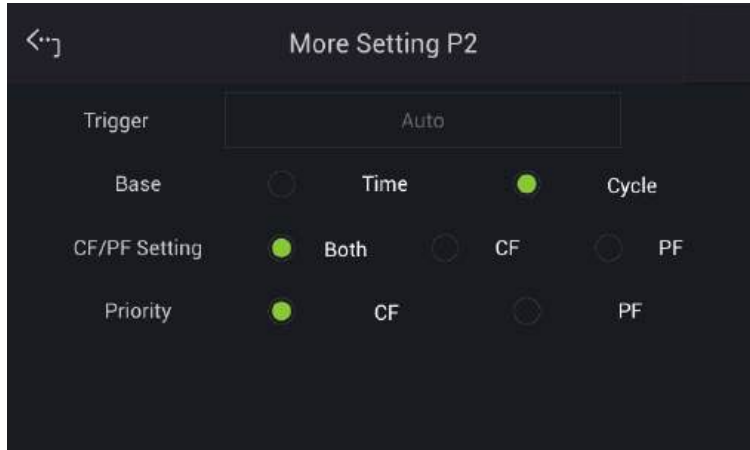 More Setting P2
Trigger Auto
Base Time Cycle
CF/PF Setting Both CF PF
Priority CF PF